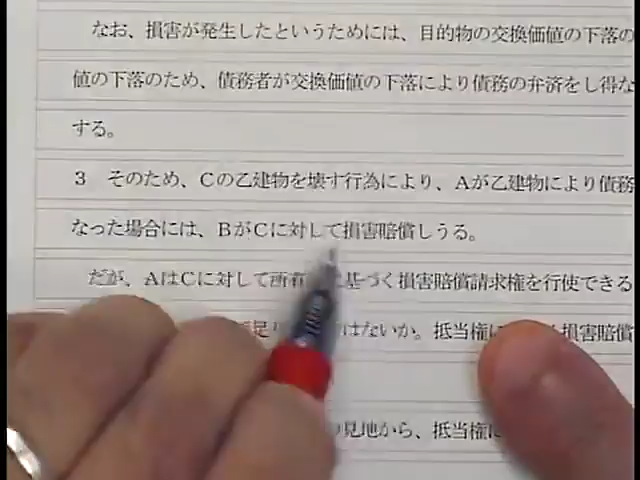 なお、損害が発生したというためには、目的物の交換価値の下落の
値の下落のため、債務者が交換価値の下落により債務の弁済をし得な
する。
3 そのため、Cの乙建物を壊す行為により、Aが乙建物により債務
なった場合には、BがCに対して損害賠償しうる。
だが、AはCに対して所有 基づく損害賠償請求権を行使できる
足り はないか。抵当権に 損害賠償
見地から、抵当権に